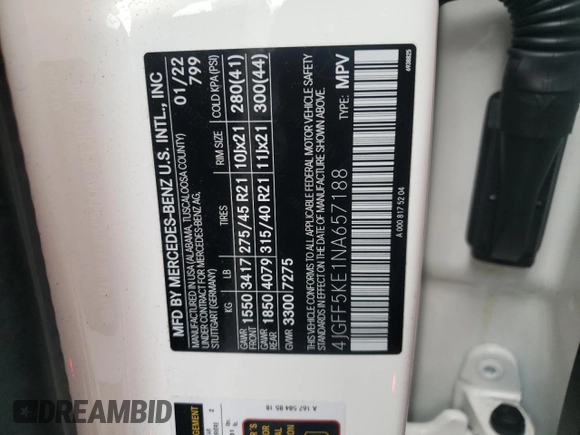 MFD BY MERCEDES-BENZ U.S. INTL., INC
MANUFACTURED IN USA (ALABAMA, TUSCALOOSA COUNTY)
UNDER CONTRACT FOR MERCEDES-BENZ AG,
STUTTGART (GERMANY)
01/22
799
KG LB TIRES RIM SIZE COLD KPA(PSI)
GAWR FRONT 1550 3417 275/45 R21 10Jx21 280(41)
GAWR REAR 1850 4079 315/40 R21 11Jx21 300(44)
GVWR 3300 7275
THIS VEHICLE CONFORMS TO ALL APPLICABLE FEDERAL MOTOR VEHICLE SAFETY
STANDARDS IN EFFECT ON THE DATE OF MANUFACTURE SHOWN ABOVE.
TYPE: MPV
4JGFF5KE1NA657188
A 000 817 52 04
A 167 584 85 18
DREAMBID